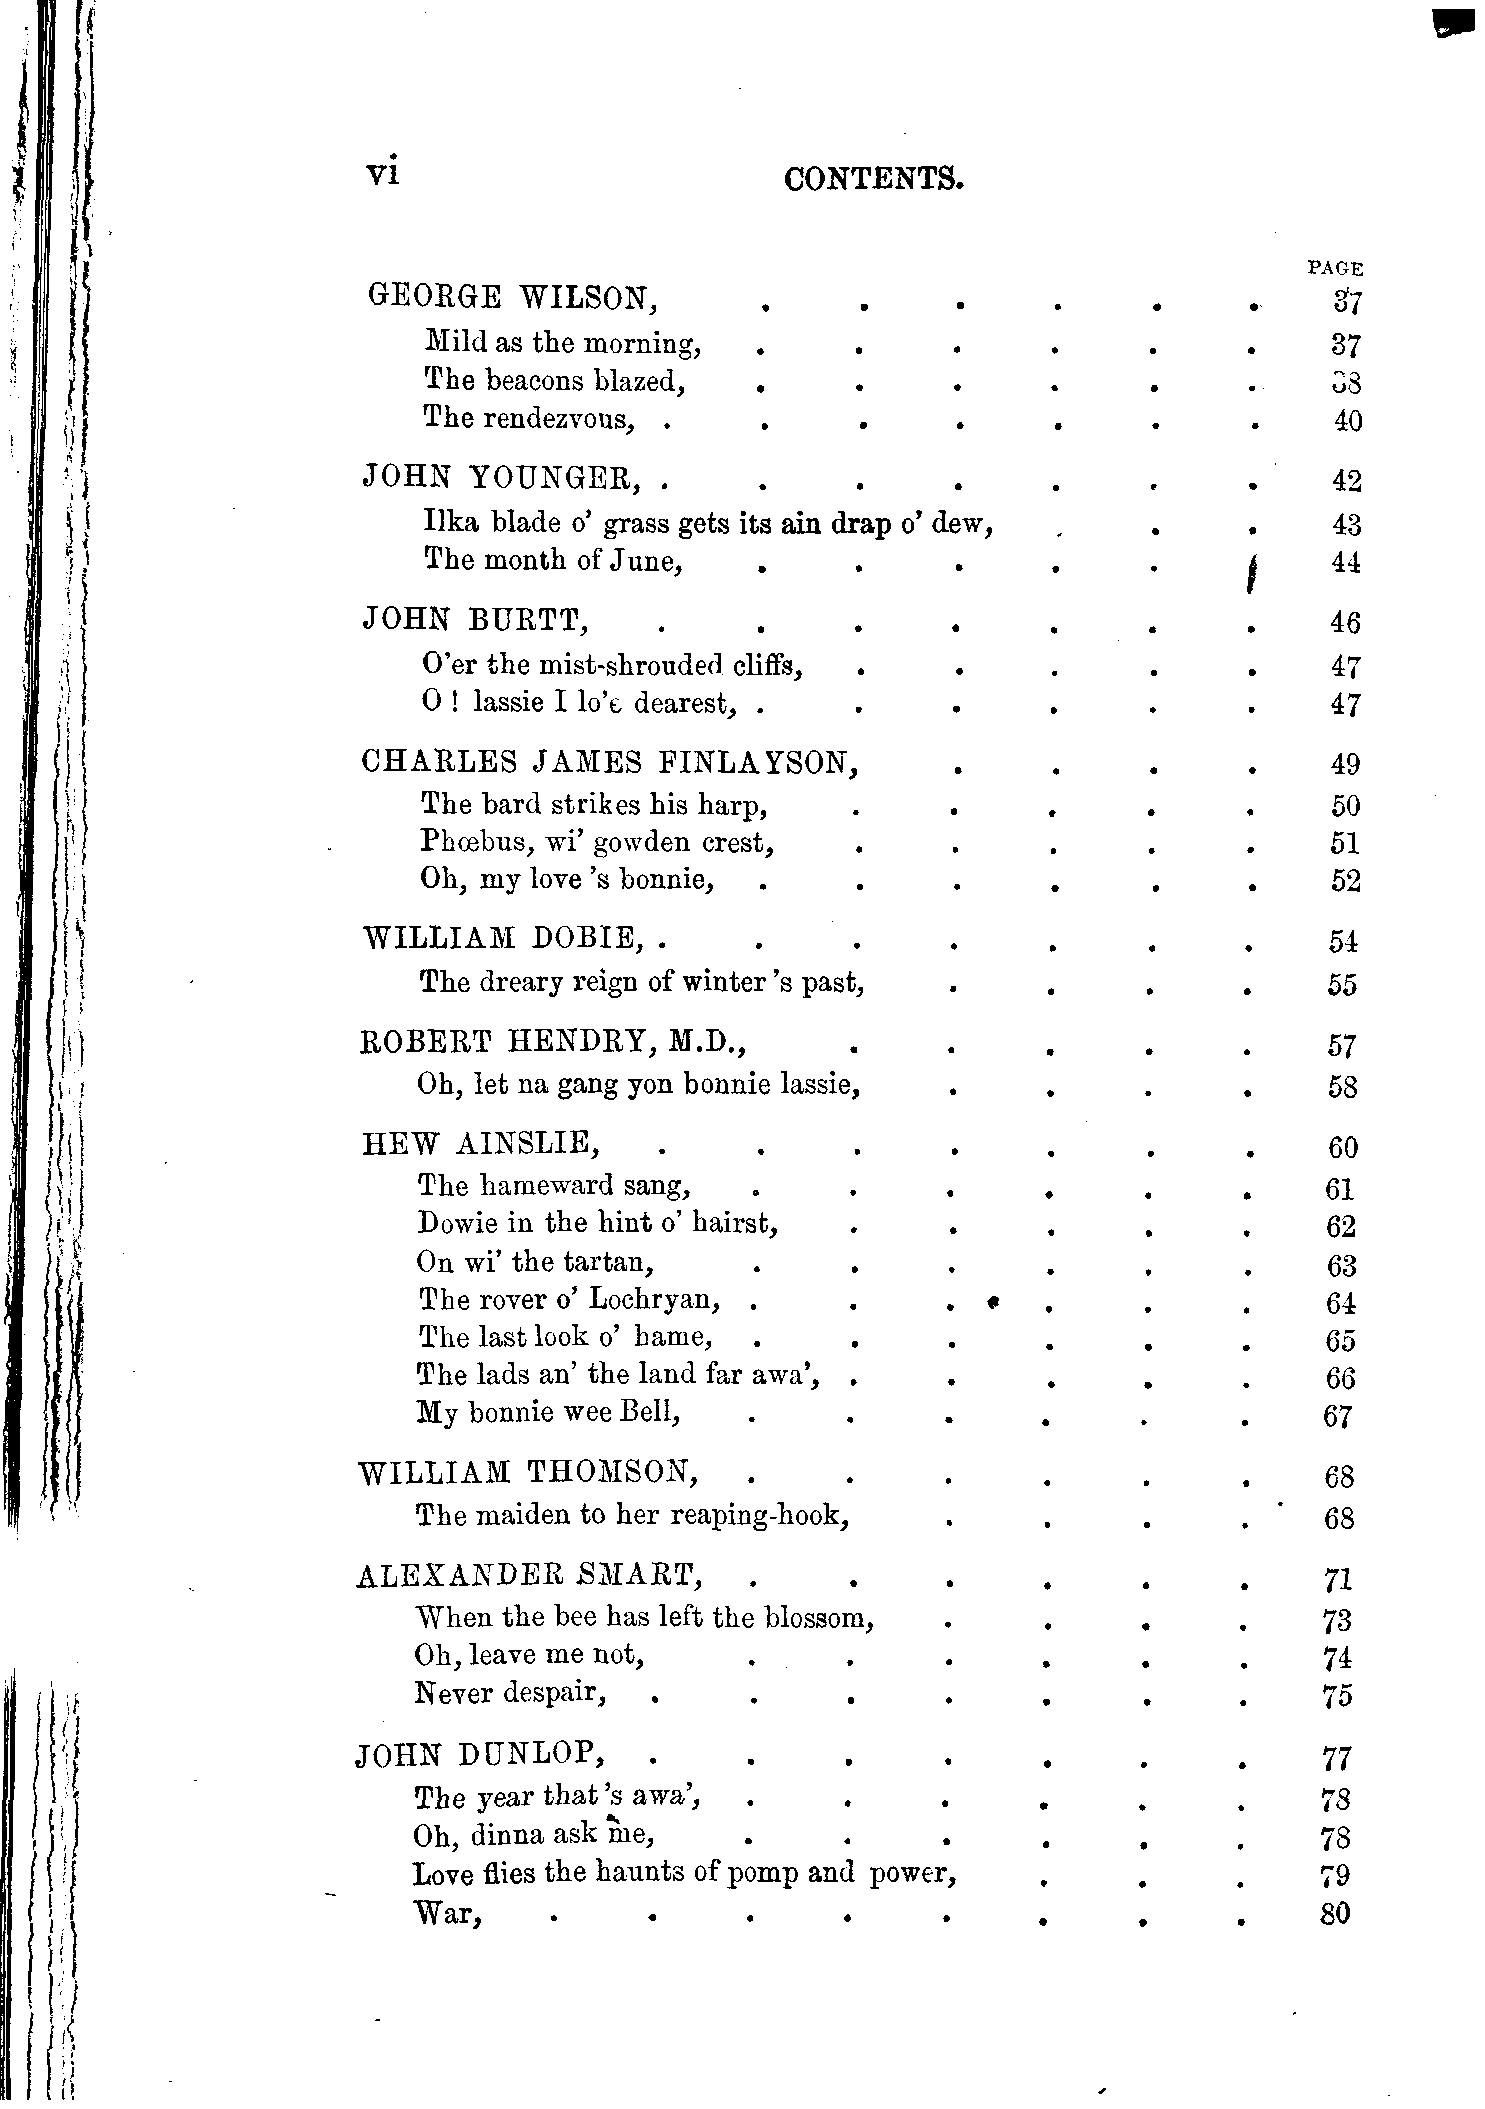 vi CONTENTS.
PAGE
GEORGE WILSON, . . . . . . 37
Mild as the morning, . . . . . . 37
The beacons blazed, . . . . . . 38
The rendezvous, . . . . . . . 40
JOHN YOUNGER, . . . . . . . 42
Ilka blade o' grass gets its ain drap o' dew, . . . 43
The month of June, . . . . . 44
JOHN BURTT, . . . . . . . 46
O'er the mist-shrouded cliffs, . . . . . 47
O! lassie I lo'e dearest, . . . . . . 47
CHARLES JAMES FINLAYSON, . . . . 49
The bard strikes his harp, . . . . . 50
Phœbus, wi' gowden crest, . . . . . 51
Oh, my love 's bonnie, . . . . . . 52
WILLIAM DOBIE, . . . . . . . 54
The dreary reign of winter 's past, . . . . 55
ROBERT HENDRY, M.D., . . . . . 57
Oh, let na gang yon bonnie lassie, . . . . 58
HEW AINSLIE, . . . . . . . 60
The hameward sang, . . . . . . 61
Dowie in the hint o' hairst, . . . . . 62
On wi' the tartan, . . . . . . 63
The rover o' Lochryan, . . . . . . 64
The last look o' hame, . . . . . . 65
The lads an' the land far awa', . . . . . 66
My bonnie wee Bell, . . . . . . 67
WILLIAM THOMSON, . . . . . . 68
The maiden to her reaping-hook, . . . . 68
ALEXANDER SMART, . . . . . . 71
When the bee has left the blossom, . . . . 73
Oh, leave me not, . . . . . . 74
Never despair, . . . . . . . 75
JOHN DUNLOP, . . . . . . . 77
The year that 's awa', . . . . . . 78
Oh, dinna ask me, . . . . . . 78
Love flies the haunts of pomp and power, . . . 79
War, . . . . . . . . 80